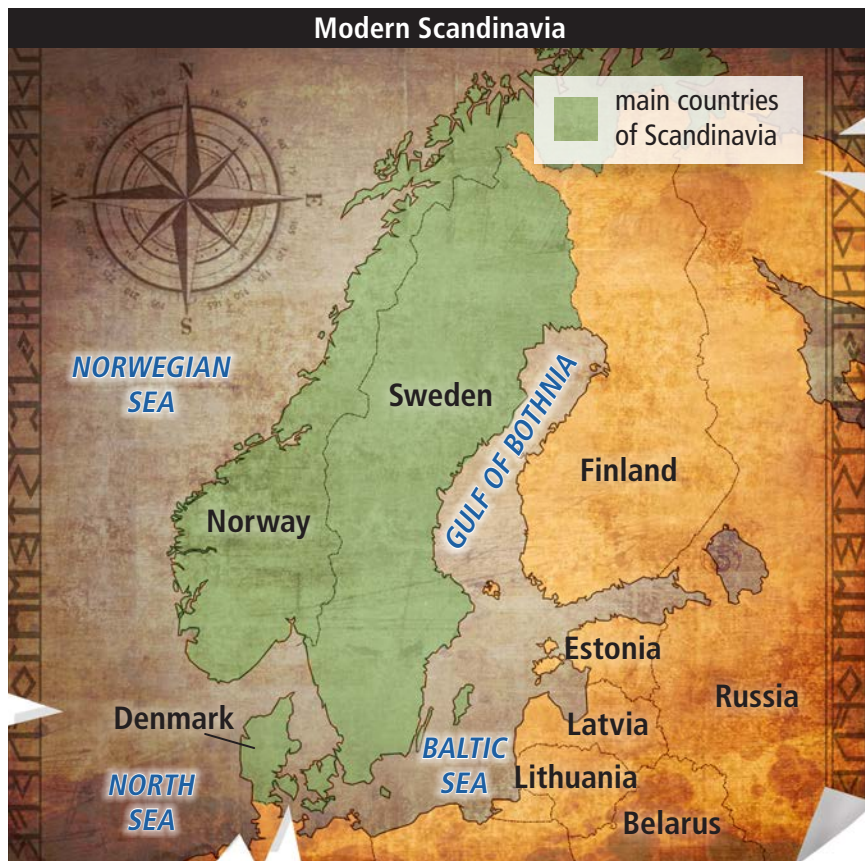 Modern Scandinavia
main countries
of Scandinavia
N
W
E
S
NORWEGIAN
SEA
Sweden
GULF OF BOTHNIA
Finland
Norway
Estonia
Russia
Denmark
Latvia
BALTIC
SEA
NORTH
SEA
Lithuania
Belarus